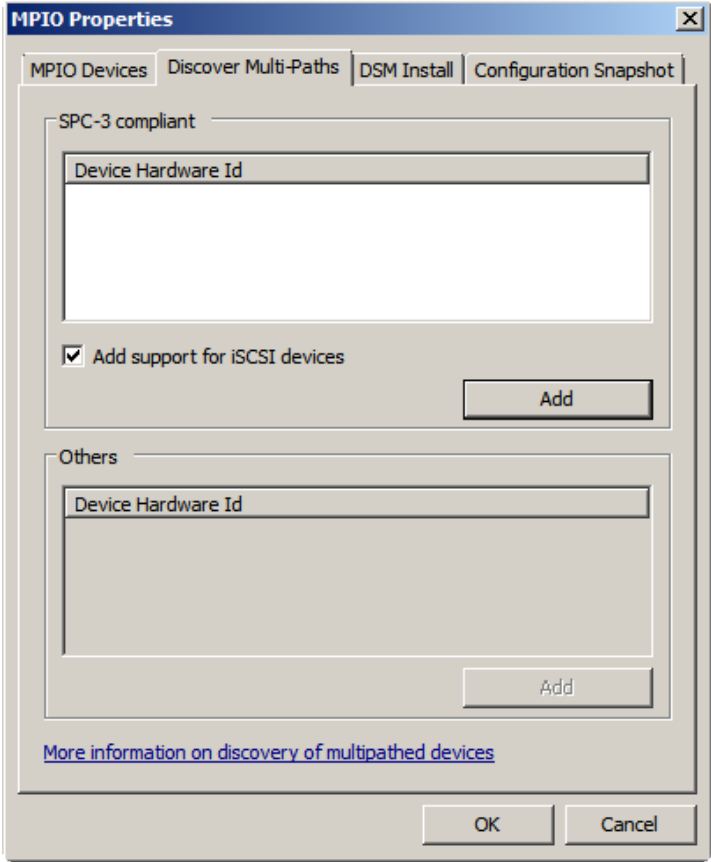 MPIO Properties
MPIO Devices
Discover Multi-Paths
DSM Install
Configuration Snapshot
SPC-3 compliant
Device Hardware Id
Add support for iSCSI devices
Add
Others
Device Hardware Id
Add
More information on discovery of multipathed devices
OK
Cancel